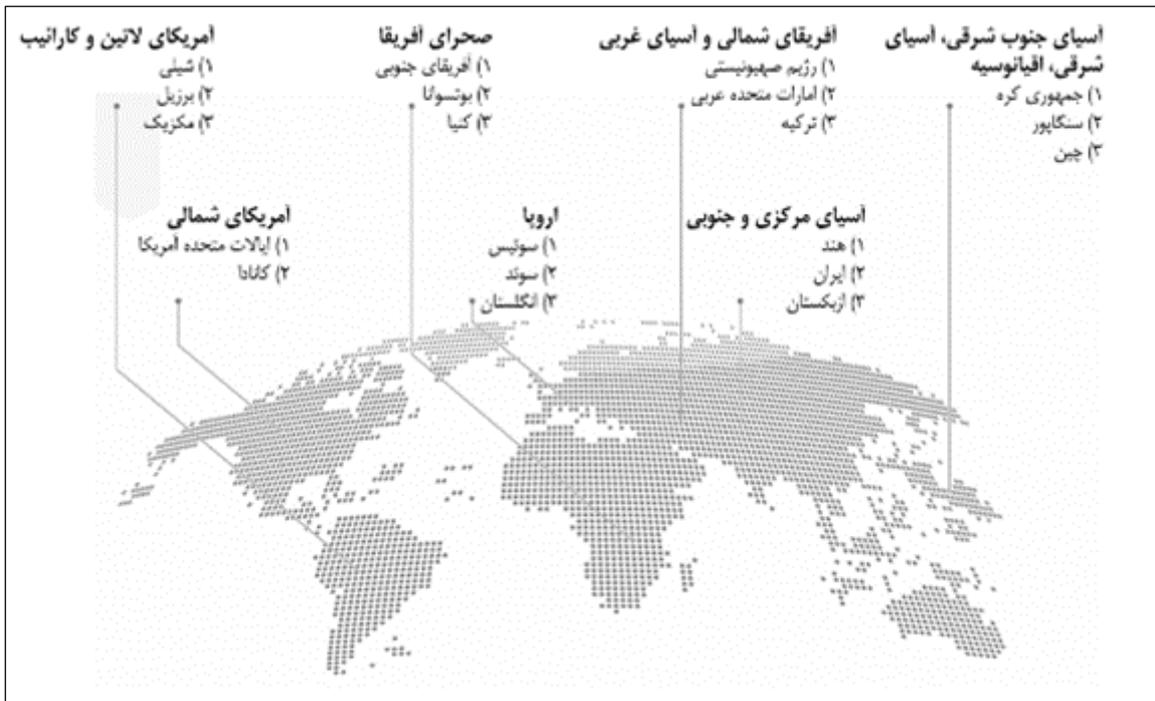 آسیای جنوب شرقی، آسیای
شرقی، اقیانوسیه
۱) جمهوری کره
۲) سنگاپور
۳) چین
آفریقای شمالی و آسیای غربی
۱) رژیم صهیونیستی
۲) امارات متحده عربی
۳) ترکیه
صحرای آفریقا
۱) آفریقای جنوبی
۲) بوتسوانا
۳) کنیا
آمریکای لاتین و کارائیب
۱) شیلی
۲) برزیل
۳) مکزیک
آسیای مرکزی و جنوبی
۱) هند
۲) ایران
۳) ازبکستان
اروپا
۱) سوئیس
۲) سوئد
۳) انگلستان
آمریکای شمالی
۱) ایالات متحده آمریکا
۲) کانادا